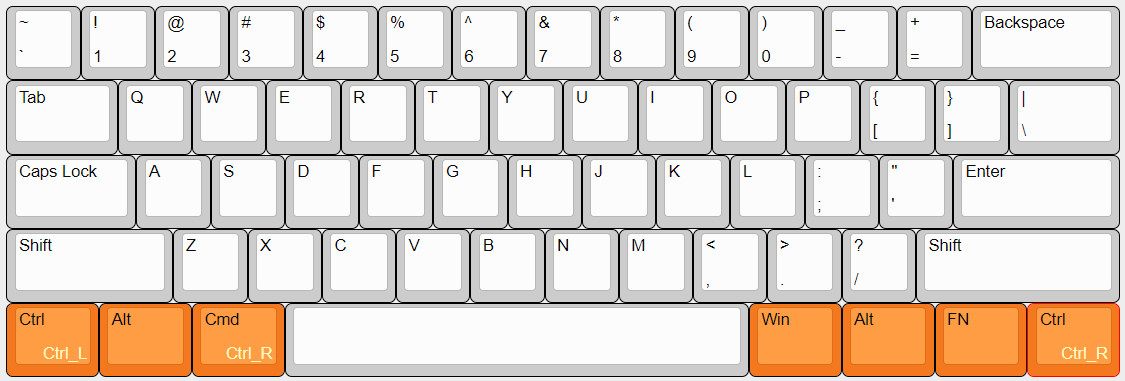 ~ ! @ # $ % ^ & * ( ) _ + Backspace
` 1 2 3 4 5 6 7 8 9 0 - =
Tab Q W E R T Y U I O P { } |
[ ] \
Caps Lock A S D F G H J K L : " Enter
; '
Shift Z X C V B N M < > ? Shift
, . /
Ctrl Alt Cmd Win Alt FN Ctrl
Ctrl_L Ctrl_R Ctrl_R